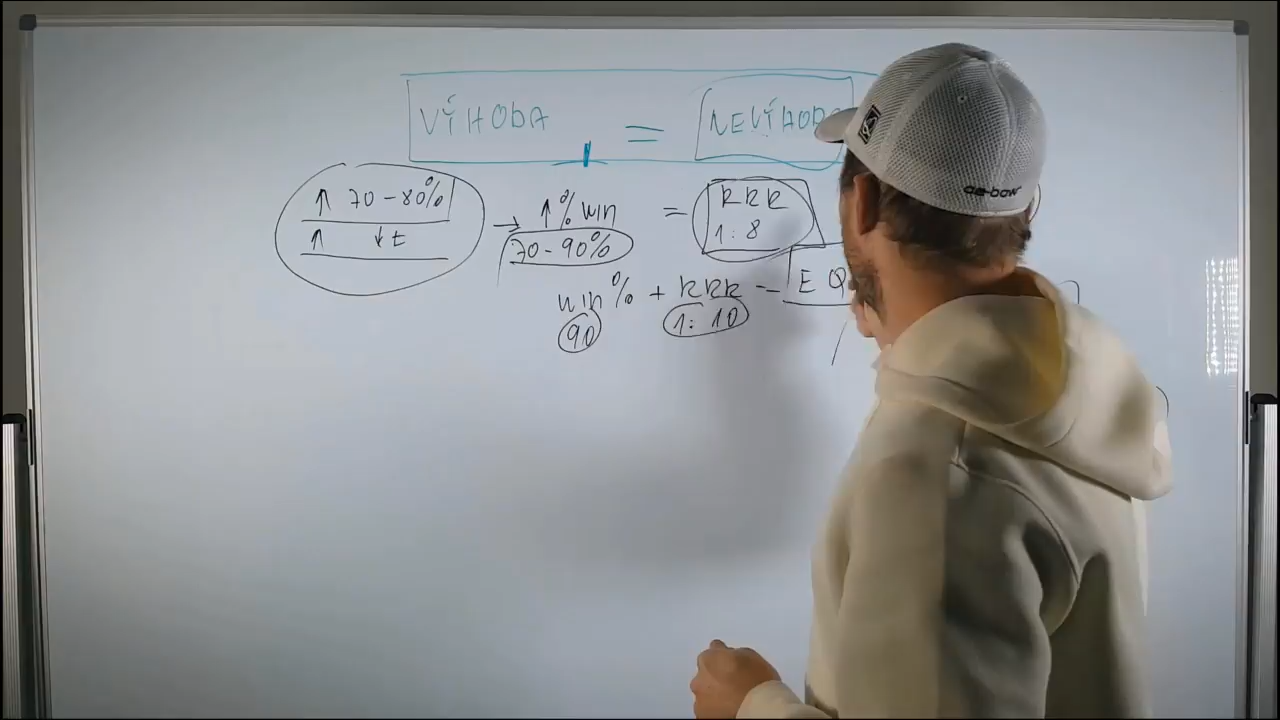 VÝHODA = NEVÝHODA
↑ 70-80% → ↑ % WIN = RRR
↑ ↓ t 70-90% 1:8
WIN % + RRR - EQ
90 1:10